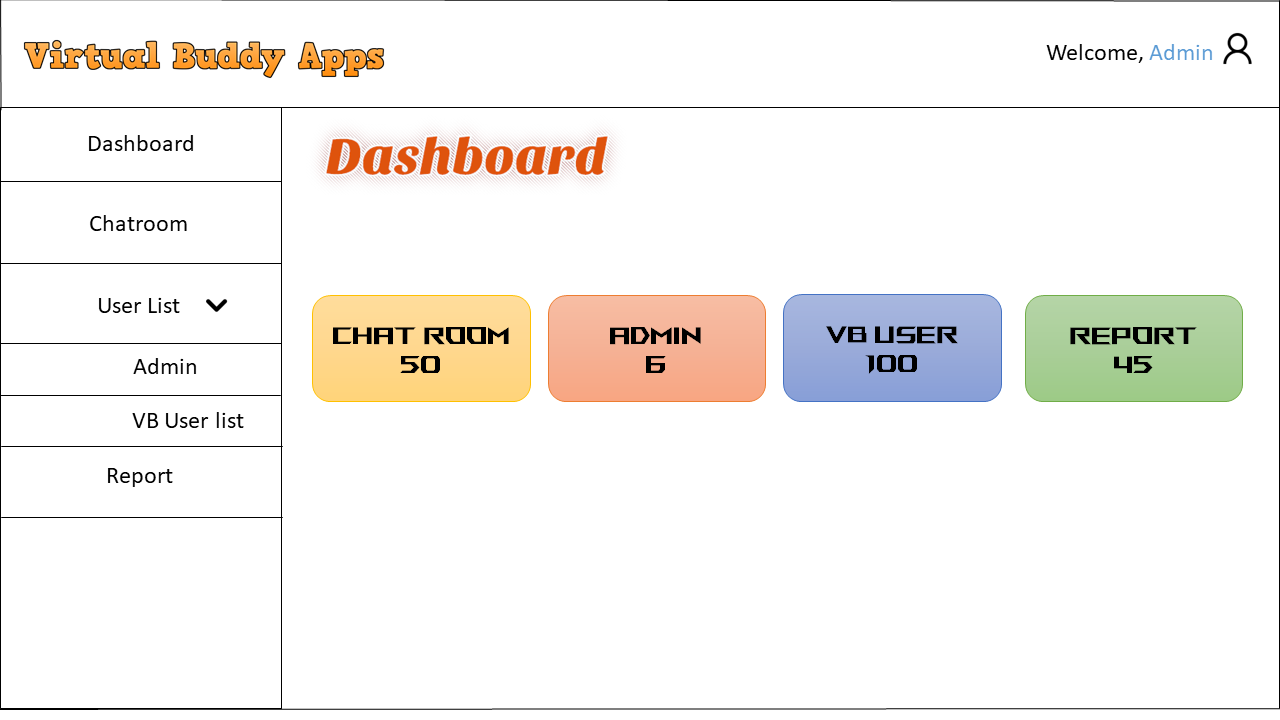 Virtual Buddy Apps
Welcome, Admin
Dashboard
Chatroom
User List
Admin
VB User list
Report
Dashboard
CHAT ROOM
50
ADMIN
6
VB USER
100
REPORT
45